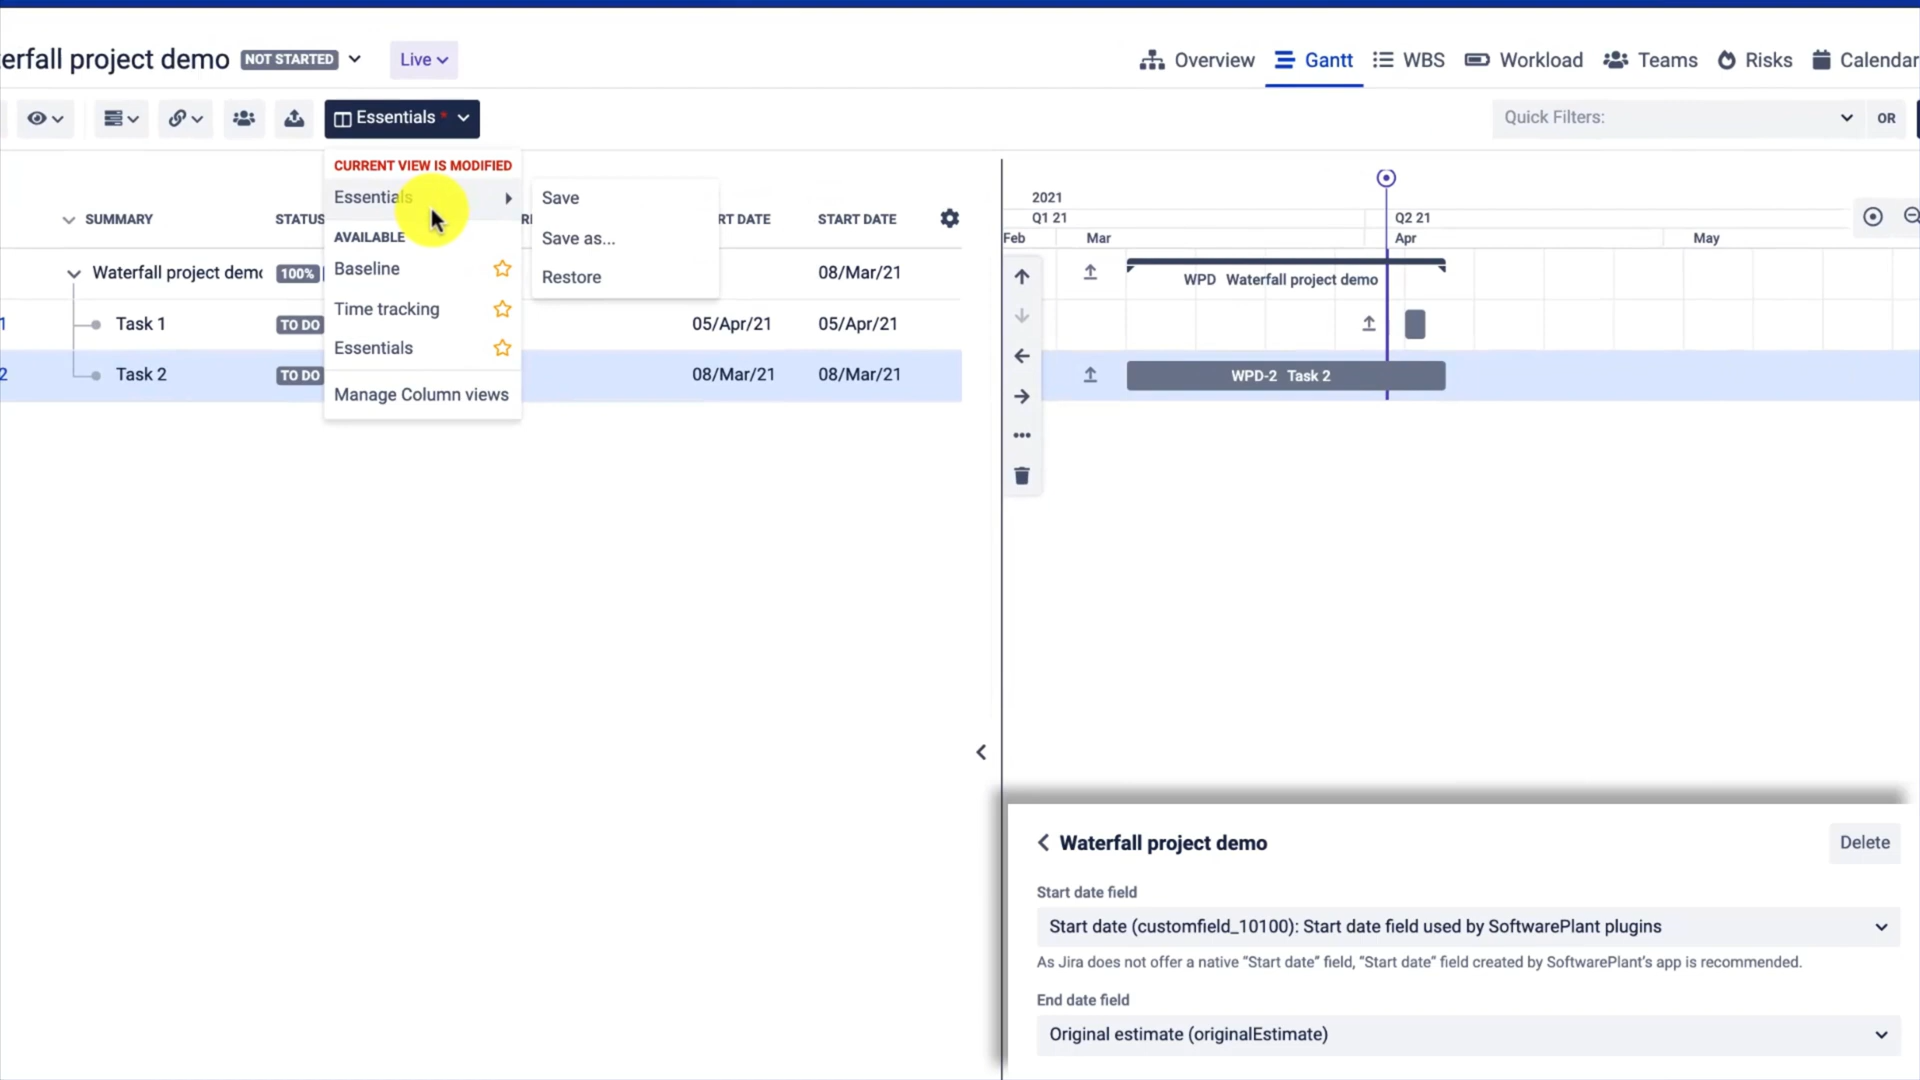 erfall project demo NOT STARTED Live Overview Gantt WBS Workload Teams Risks Calendar
Essentials * Quick Filters: OR
CURRENT VIEW IS MODIFIED
Essentials Save
SUMMARY STATUS RT DATE START DATE
AVAILABLE Save as...
Baseline Restore
Time tracking
Essentials
Manage Column views
Waterfall project demo 100% 08/Mar/21
1 Task 1 TO DO 05/Apr/21 05/Apr/21
2 Task 2 TO DO 08/Mar/21 08/Mar/21
2021
Q1 21 Q2 21
Feb Mar Apr May
WPD Waterfall project demo
WPD-2 Task 2
Waterfall project demo Delete
Start date field
Start date (customfield_10100): Start date field used by SoftwarePlant plugins
As Jira does not offer a native “Start date” field, “Start date” field created by SoftwarePlant’s app is recommended.
End date field
Original estimate (originalEstimate)